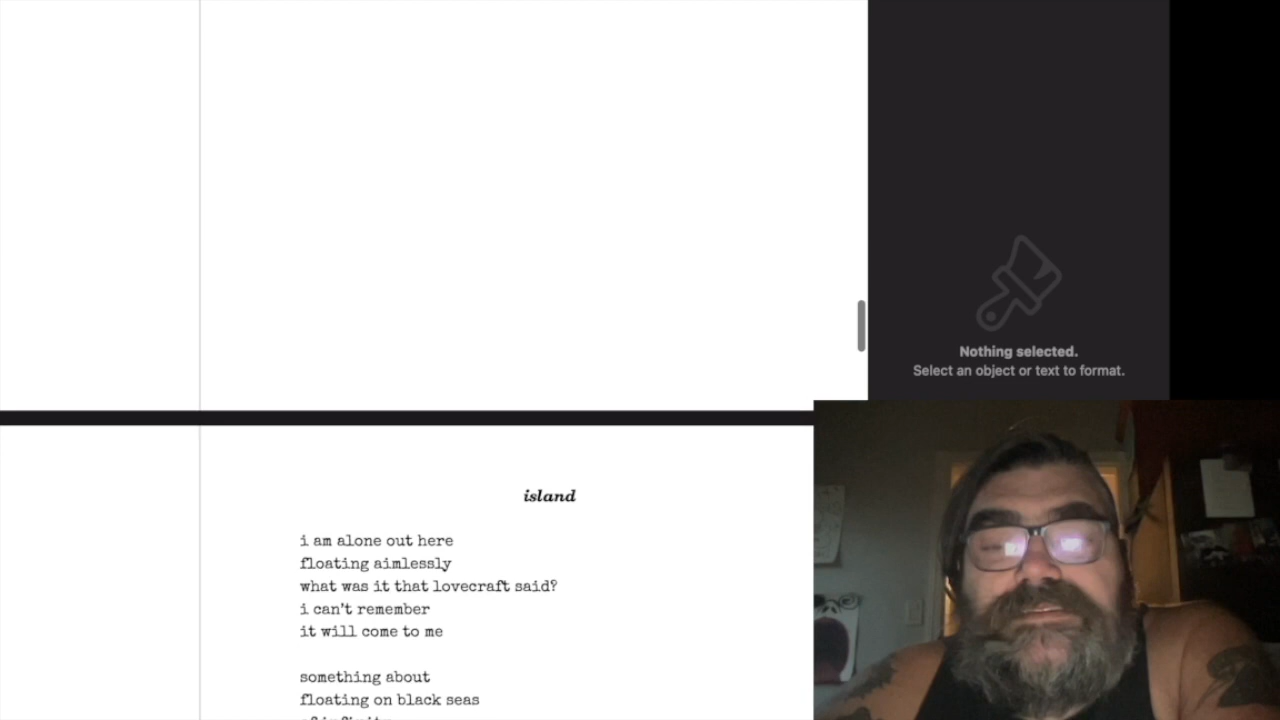 Nothing selected.
Select an object or text to format.
island
i am alone out here
floating aimlessly
what was it that lovecraft said?
i can't remember
it will come to me
something about
floating on black seas